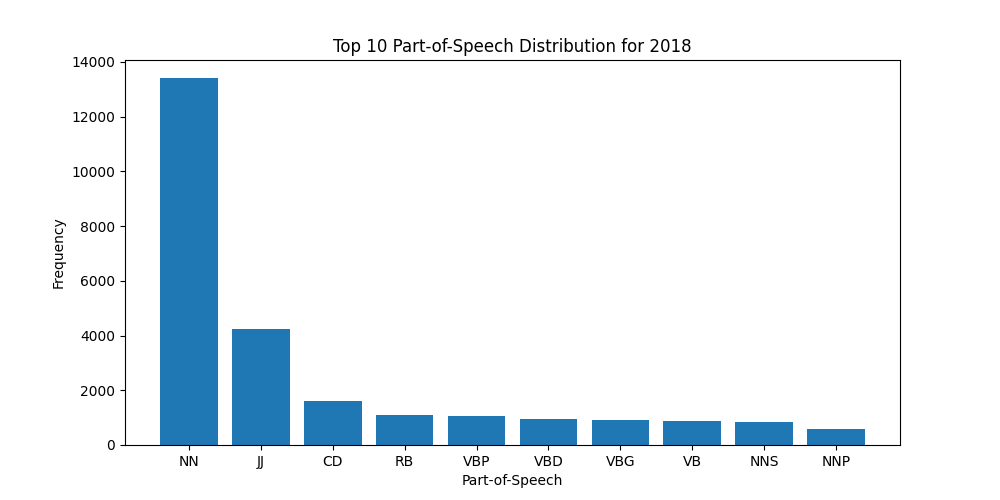 Top 10 Part-of-Speech Distribution for 2018
14000
12000
10000
8000
6000
4000
2000
0
Frequency
NN JJ CD RB VBP VBD VBG VB NNS NNP
Part-of-Speech